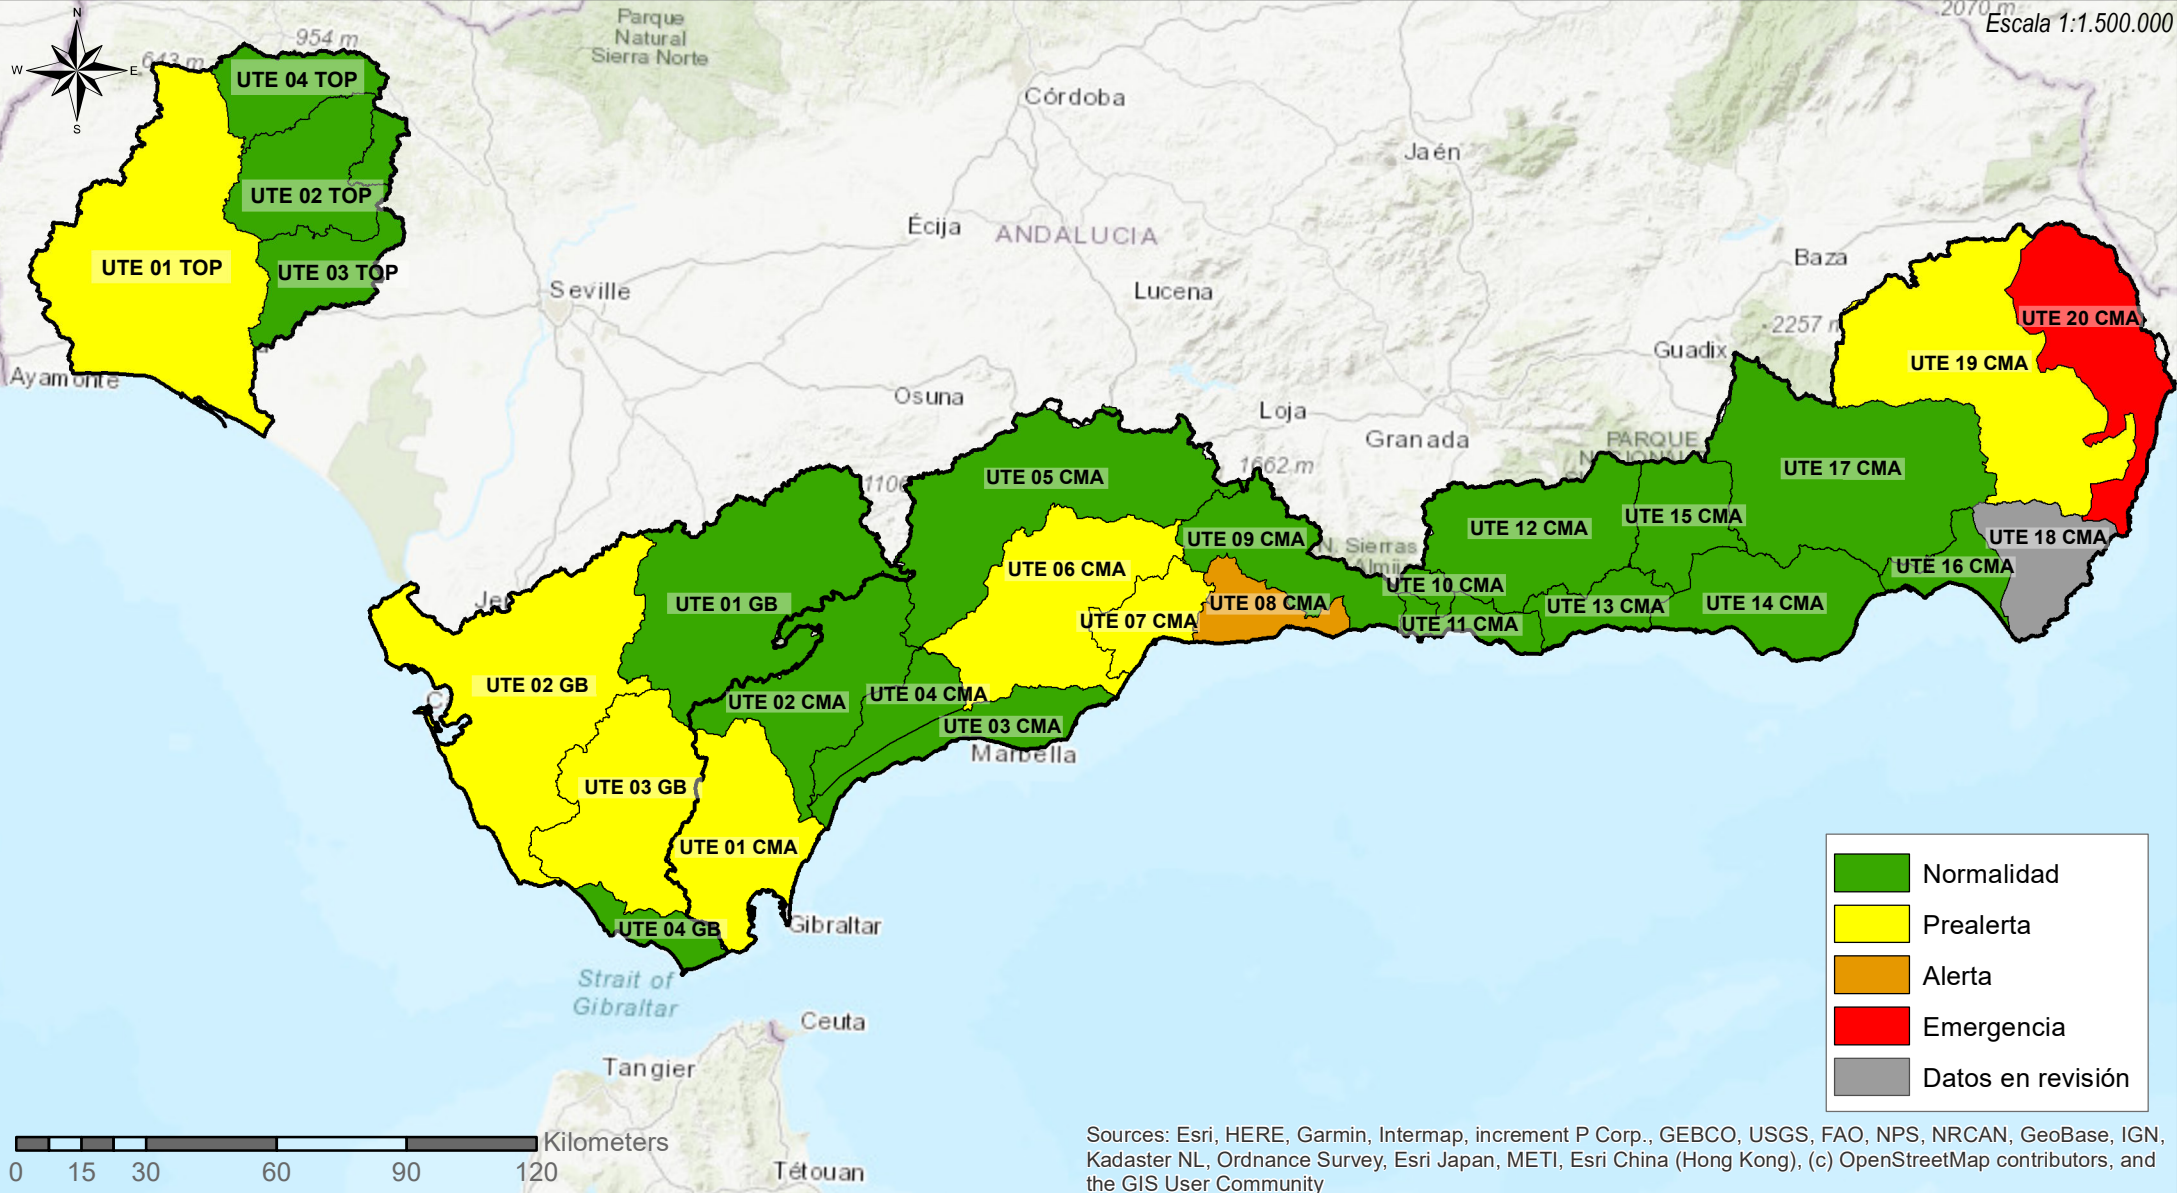 N
W
E
S
Escala 1:1.500.000
2070 m
954 m
643 m
Parque
Natural
Sierra Norte
Córdoba
Jaén
Écija
ANDALUCIA
Baza
Seville
Lucena
2257 m
Guadix
Ayamonte
Osuna
Loja
Granada
PARQUE
1662 m
1106
N. Sierras
Marbella
Gibraltar
Strait of
Gibraltar
Ceuta
Tangier
Tétouan
UTE 04 TOP
UTE 02 TOP
UTE 01 TOP
UTE 03 TOP
UTE 20 CMA
UTE 19 CMA
UTE 05 CMA
UTE 17 CMA
UTE 12 CMA
UTE 15 CMA
UTE 09 CMA
UTE 18 CMA
UTE 06 CMA
UTE 16 CMA
UTE 10 CMA
UTE 01 GB
UTE 08 CMA
UTE 13 CMA
UTE 14 CMA
UTE 07 CMA
UTE 11 CMA
UTE 02 GB
UTE 04 CMA
UTE 02 CMA
UTE 03 CMA
UTE 03 GB
UTE 01 CMA
UTE 04 GB
Normalidad
Prealerta
Alerta
Emergencia
Datos en revisión
Kilometers
0 15 30 60 90 120
Sources: Esri, HERE, Garmin, Intermap, increment P Corp., GEBCO, USGS, FAO, NPS, NRCAN, GeoBase, IGN,
Kadaster NL, Ordnance Survey, Esri Japan, METI, Esri China (Hong Kong), (c) OpenStreetMap contributors, and
the GIS User Community